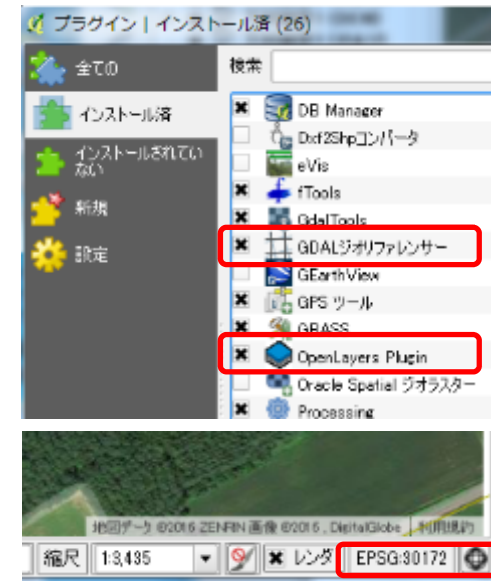 プラグイン | インストール済 (26)
全ての
インストール済
インストールされてい
ない
新規
設定
検索
DB Manager
Dxf2Shpコンバータ
eVis
fTools
GdalTools
GDALジオリファレンサー
GEarthView
GPS ツール
GRASS
OpenLayers Plugin
Oracle Spatial ジオラスター
Processing
地図データ ©2016 ZENRIN 画像 ©2016 , DigitalGlobe 利用規約
縮尺 1:3,435 レンダ EPSG:30172